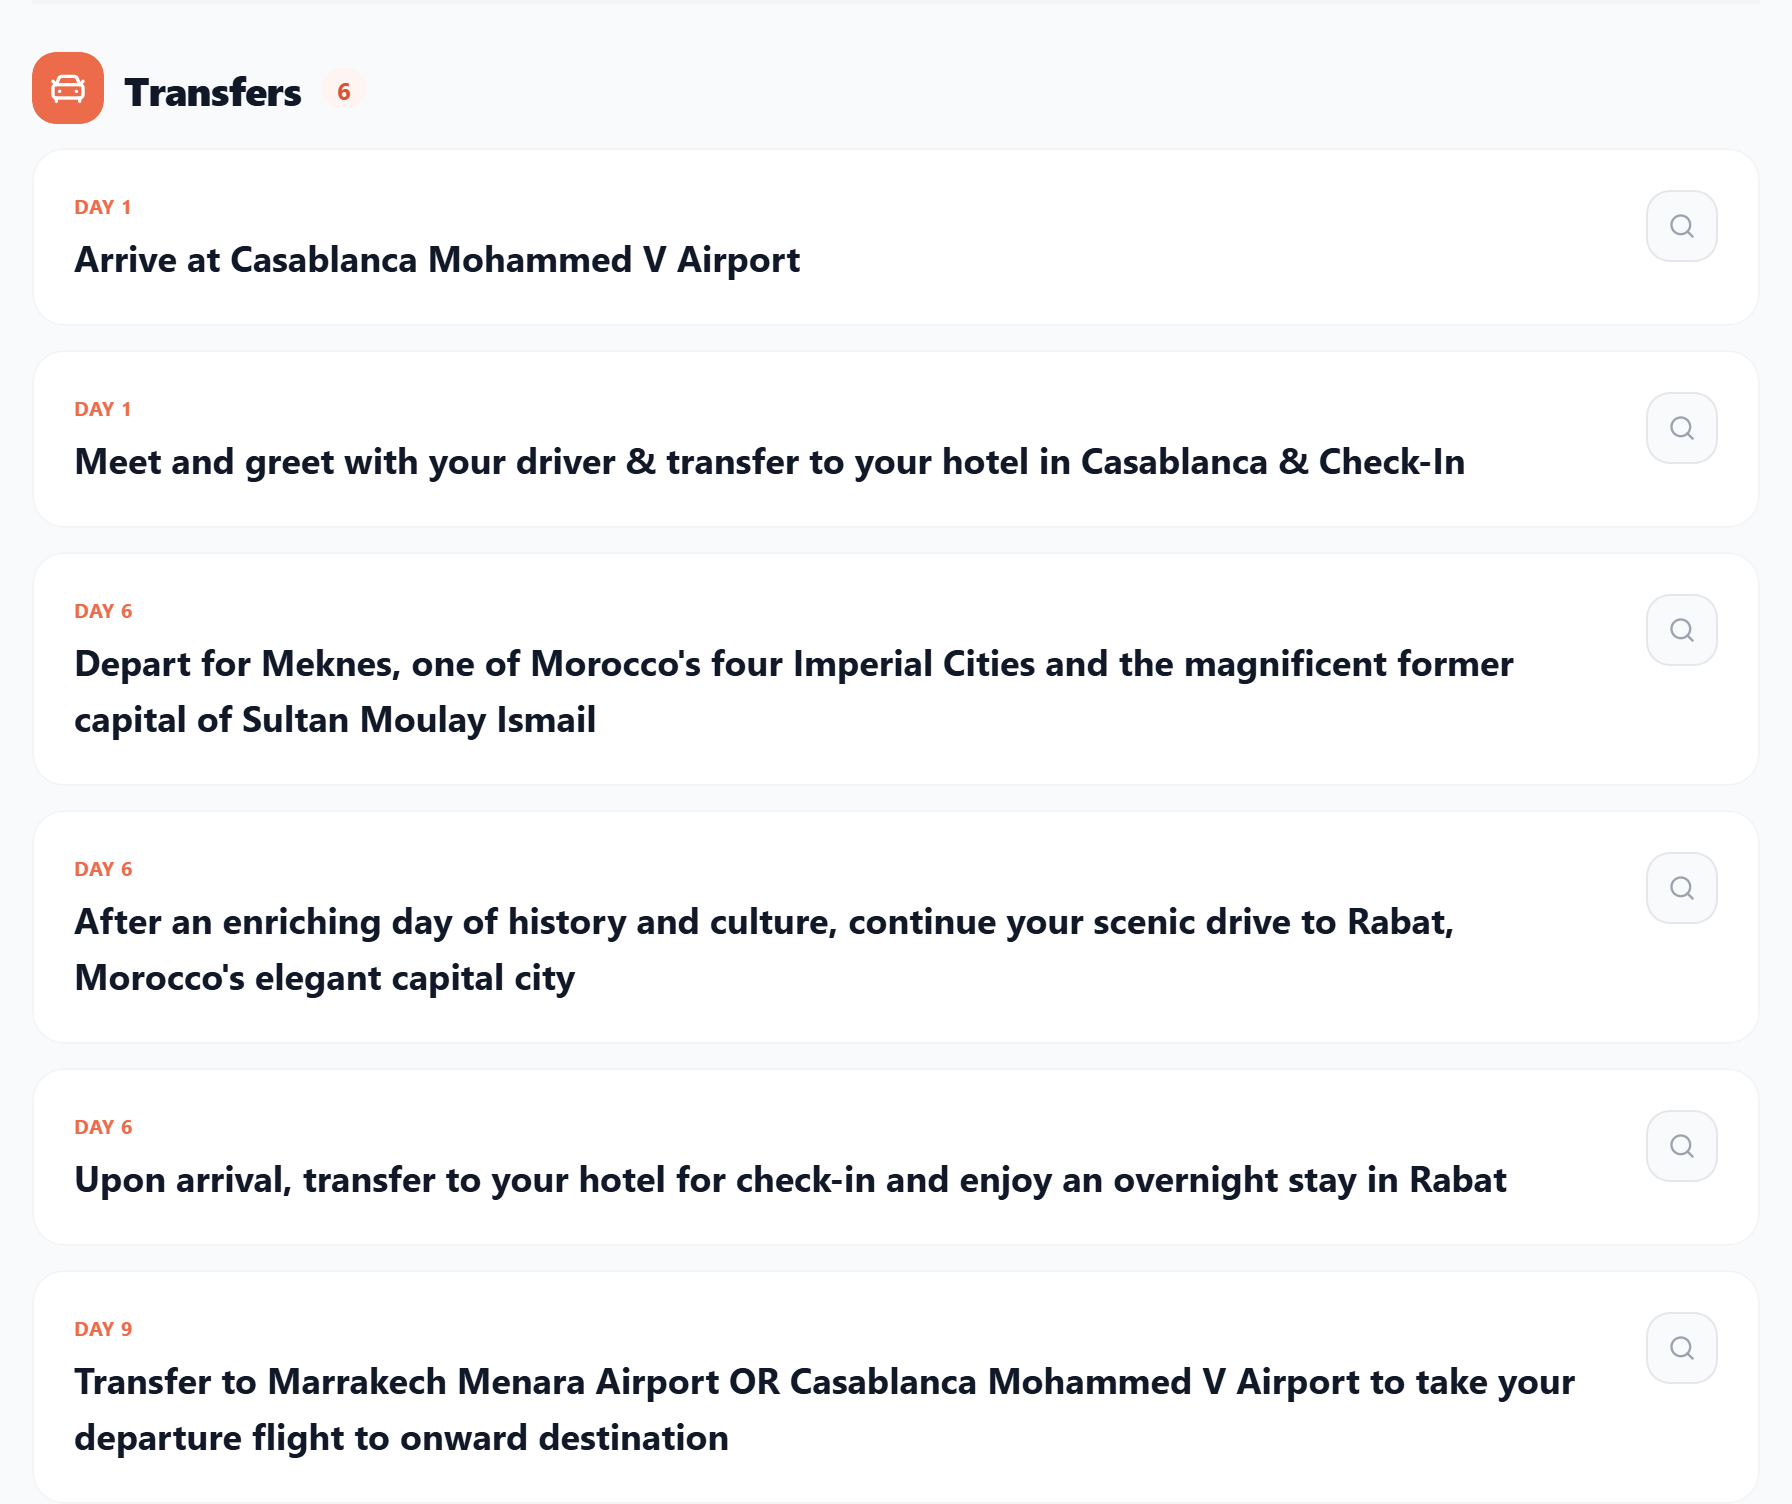 Transfers 6
DAY 1
Arrive at Casablanca Mohammed V Airport
DAY 1
Meet and greet with your driver & transfer to your hotel in Casablanca & Check-In
DAY 6
Depart for Meknes, one of Morocco's four Imperial Cities and the magnificent former
capital of Sultan Moulay Ismail
DAY 6
After an enriching day of history and culture, continue your scenic drive to Rabat,
Morocco's elegant capital city
DAY 6
Upon arrival, transfer to your hotel for check-in and enjoy an overnight stay in Rabat
DAY 9
Transfer to Marrakech Menara Airport OR Casablanca Mohammed V Airport to take your
departure flight to onward destination